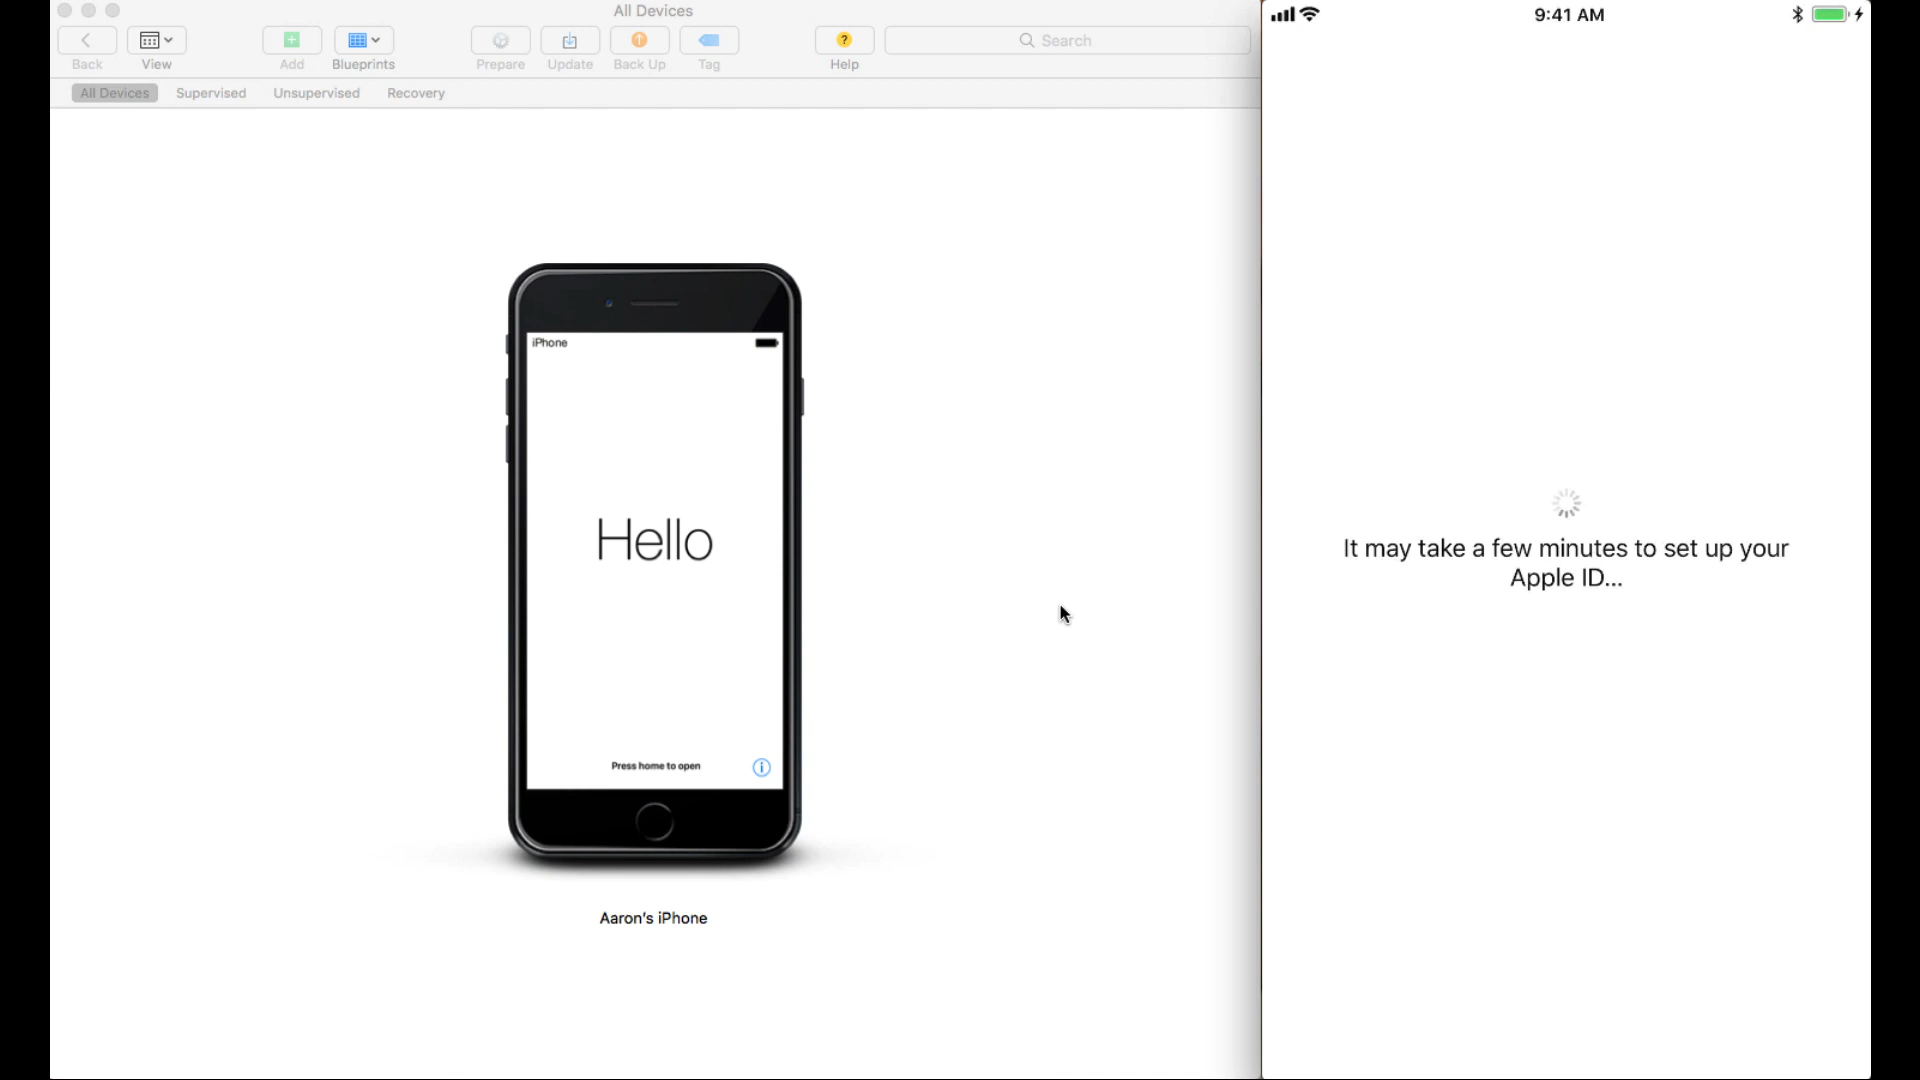 All Devices
Back
View
Add
Blueprints
Prepare
Update
Back Up
Tag
?
Help
Search
All Devices
Supervised
Unsupervised
Recovery
iPhone
Hello
Press home to open
i
Aaron's iPhone
9:41 AM
It may take a few minutes to set up your
Apple ID...